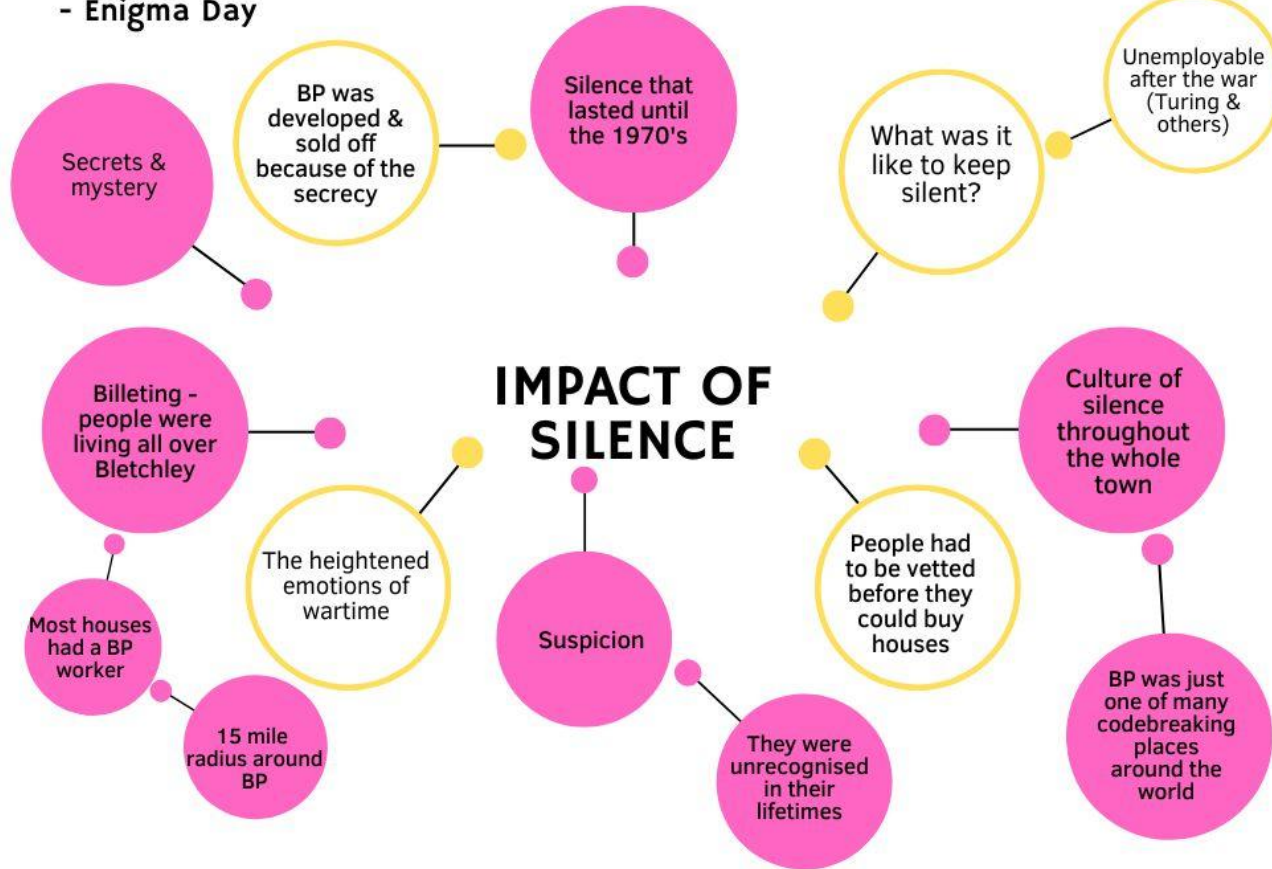 - Enigma Day
Secrets &
mystery
BP was
developed &
sold off
because of the
secrecy
Silence that
lasted until
the 1970's
What was it
like to keep
silent?
Unemployable
after the war
(Turing &
others)
IMPACT OF
SILENCE
Billeting -
people were
living all over
Bletchley
Most houses
had a BP
worker
15 mile
radius around
BP
The heightened
emotions of
wartime
Suspicion
They were
unrecognised
in their
lifetimes
People had
to be vetted
before they
could buy
houses
Culture of
silence
throughout
the whole
town
BP was just
one of many
codebreaking
places
around the
world